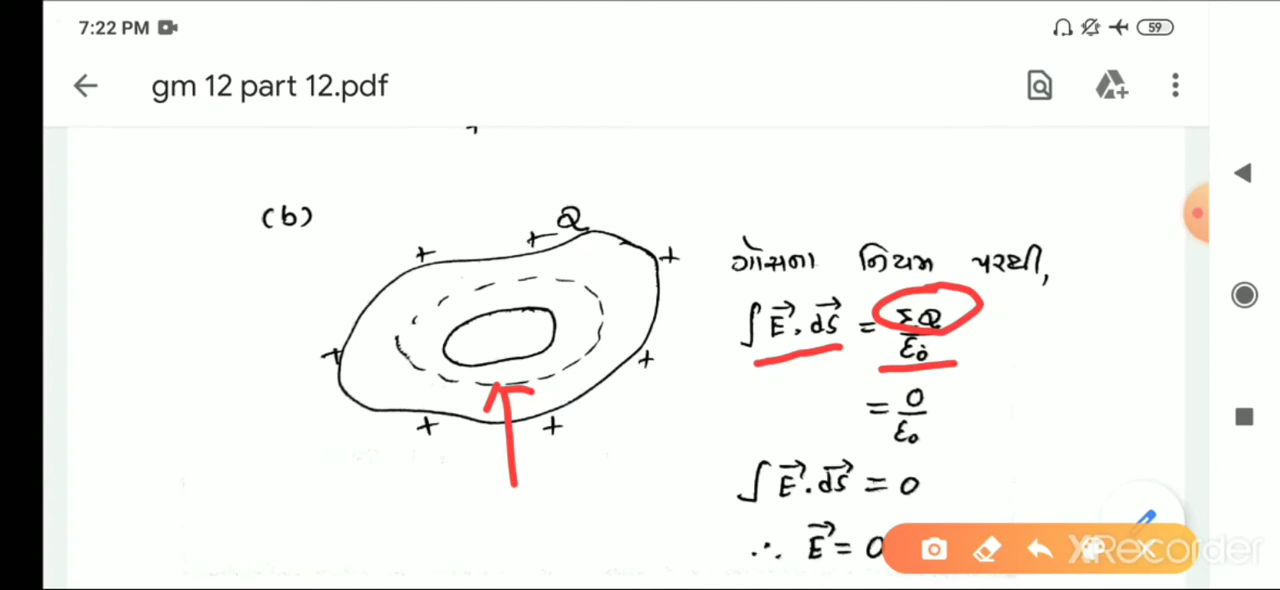 7:22 PM
59
gm 12 part 12.pdf
(b)
Q
ગોસના નિયમ પરથી,
∫ E⃗ . dS⃗ = ΣQ/ε₀
= 0/ε₀
∫ E⃗ . dS⃗ = 0
∴ E⃗ = 0
XRecorder